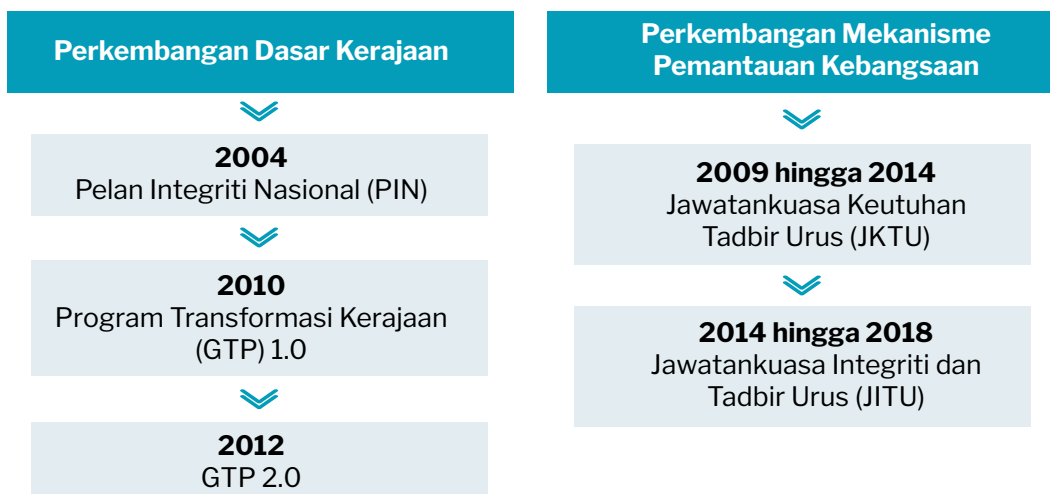 Perkembangan Dasar Kerajaan
2004
Pelan Integriti Nasional (PIN)
2010
Program Transformasi Kerajaan
(GTP) 1.0
2012
GTP 2.0
Perkembangan Mekanisme
Pemantauan Kebangsaan
2009 hingga 2014
Jawatankuasa Keutuhan
Tadbir Urus (JKTU)
2014 hingga 2018
Jawatankuasa Integriti dan
Tadbir Urus (JITU)